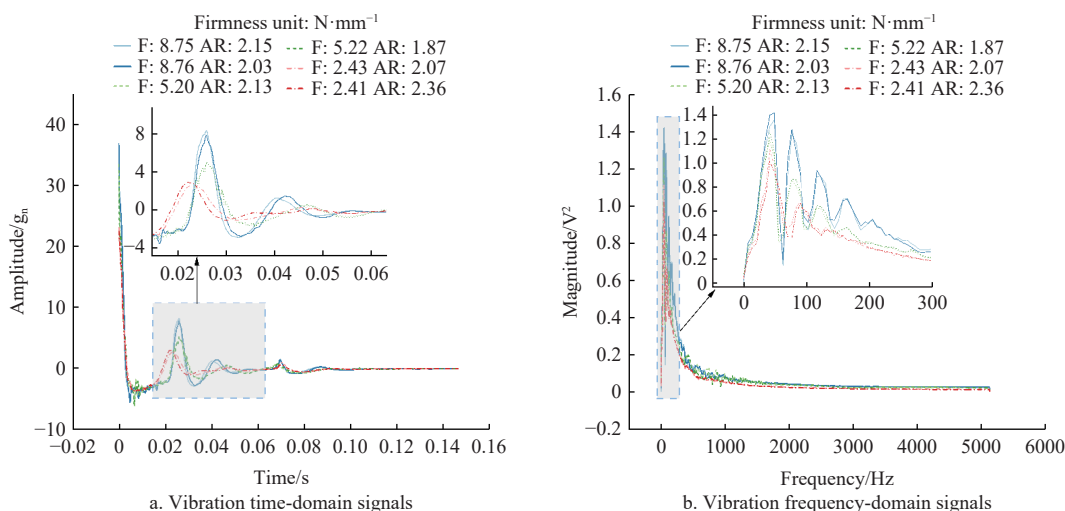 Firmness unit: N·mm⁻¹
F: 8.75 AR: 2.15
F: 5.22 AR: 1.87
F: 8.76 AR: 2.03
F: 2.43 AR: 2.07
F: 5.20 AR: 2.13
F: 2.41 AR: 2.36
50
40
30
20
10
0
−10
Amplitude/gₙ
8
4
0
−4
0.02 0.03 0.04 0.05 0.06
−0.02 0 0.02 0.04 0.06 0.08 0.10 0.12 0.14 0.16
Time/s
a. Vibration time-domain signals
Firmness unit: N·mm⁻¹
F: 8.75 AR: 2.15
F: 5.22 AR: 1.87
F: 8.76 AR: 2.03
F: 2.43 AR: 2.07
F: 5.20 AR: 2.13
F: 2.41 AR: 2.36
1.6
1.4
1.2
1.0
0.8
0.6
0.4
0.2
0
−0.2
Magnitude/V²
1.4
1.2
1.0
0.8
0.6
0.4
0.2
0
0 100 200 300
0 1000 2000 3000 4000 5000 6000
Frequency/Hz
b. Vibration frequency-domain signals